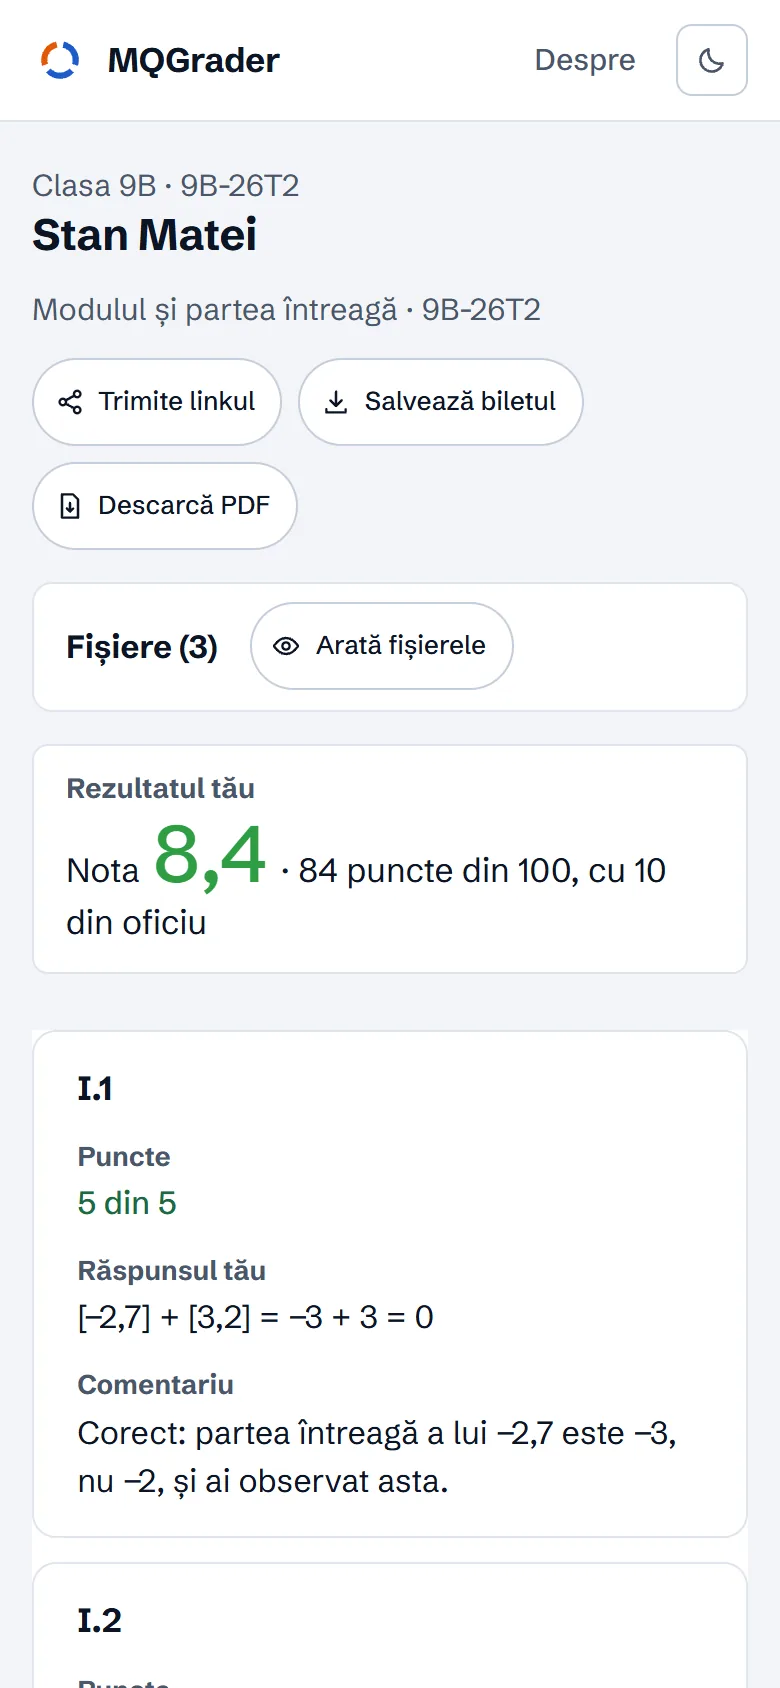 MQGrader
Despre
Clasa 9B · 9B-26T2
Stan Matei
Modulul și partea întreagă · 9B-26T2
Trimite linkul
Salvează biletul
Descarcă PDF
Fișiere (3)
Arată fișierele
Rezultatul tău
Nota 8,4 · 84 puncte din 100, cu 10
din oficiu
I.1
Puncte
5 din 5
Răspunsul tău
[−2,7] + [3,2] = −3 + 3 = 0
Comentariu
Corect: partea întreagă a lui −2,7 este −3,
nu −2, și ai observat asta.
I.2
Puncte